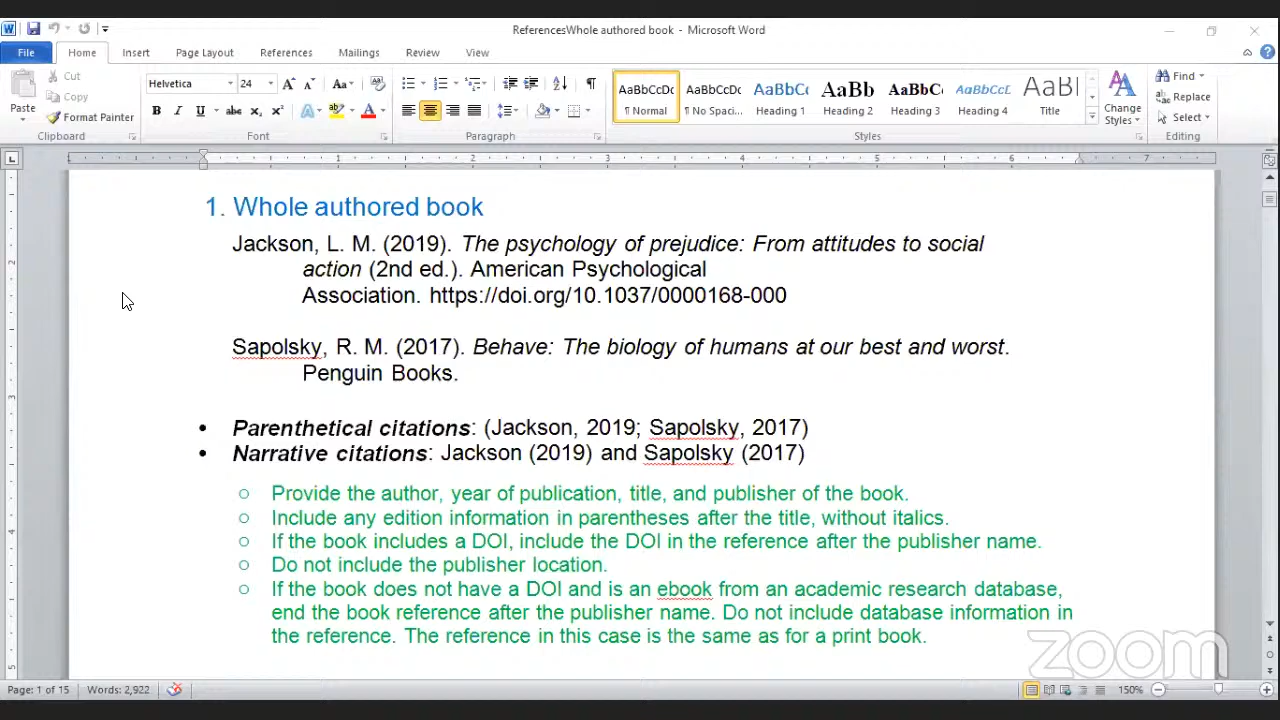 ReferencesWhole authored book - Microsoft Word
File Home Insert Page Layout References Mailings Review View
Paste
Cut
Copy
Format Painter
Clipboard
Helvetica 24
Font
Paragraph
AaBbCcDc AaBbCcDc AaBbCc AaBb AaBbCc AaBbCcL AaB
¶ Normal ¶ No Spaci... Heading 1 Heading 2 Heading 3 Heading 4 Title
Change Styles
Styles
Find
Replace
Select
Editing
1 2 3 4 5 6 7
1. Whole authored book
Jackson, L. M. (2019). The psychology of prejudice: From attitudes to social
action (2nd ed.). American Psychological
Association. https://doi.org/10.1037/0000168-000
Sapolsky, R. M. (2017). Behave: The biology of humans at our best and worst.
Penguin Books.
• Parenthetical citations: (Jackson, 2019; Sapolsky, 2017)
• Narrative citations: Jackson (2019) and Sapolsky (2017)
○ Provide the author, year of publication, title, and publisher of the book.
○ Include any edition information in parentheses after the title, without italics.
○ If the book includes a DOI, include the DOI in the reference after the publisher name.
○ Do not include the publisher location.
○ If the book does not have a DOI and is an ebook from an academic research database,
end the book reference after the publisher name. Do not include database information in
the reference. The reference in this case is the same as for a print book.
zoom
Page: 1 of 15 Words: 2,922 150%